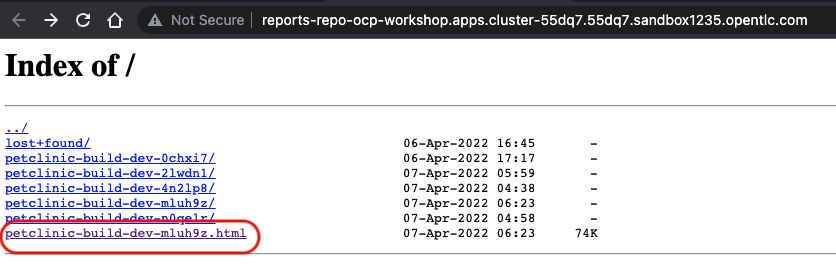 Not Secure | reports-repo-ocp-workshop.apps.cluster-55dq7.55dq7.sandbox1235.opentlc.com
Index of /
../
lost+found/ 06-Apr-2022 16:45 -
petclinic-build-dev-0chxi7/ 06-Apr-2022 17:17 -
petclinic-build-dev-2lwdn1/ 07-Apr-2022 05:59 -
petclinic-build-dev-4n2lp8/ 07-Apr-2022 04:38 -
petclinic-build-dev-mluh9z/ 07-Apr-2022 06:23 -
petclinic-build-dev-n0qelr/ 07-Apr-2022 04:58 -
petclinic-build-dev-mluh9z.html 07-Apr-2022 06:23 74K